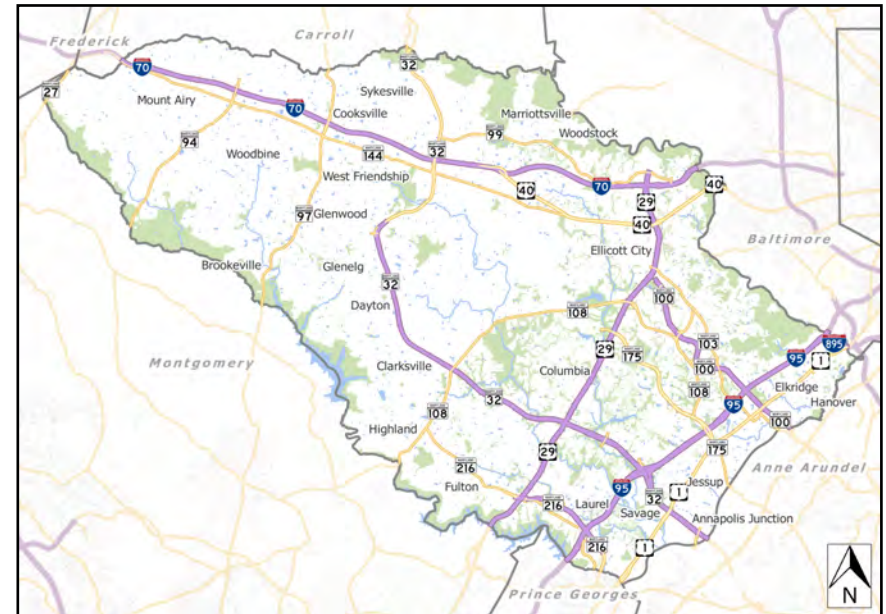 Frederick
Carroll
32
70
27
Mount Airy
Sykesville
70
Cooksville
Marriottsville
94
99
Woodstock
Woodbine
144
32
West Friendship
40
70
40
29
97
Glenwood
40
Ellicott City
Baltimore
Brookeville
Glenelg
32
Dayton
100
108
103
895
29
175
95
1
Montgomery
Clarksville
Columbia
100
Elkridge
108
32
108
95
Hanover
100
Highland
29
175
216
Anne Arundel
Fulton
95
Jessup
1
Laurel
32
216
Savage
Annapolis Junction
216
1
Prince Georges
N